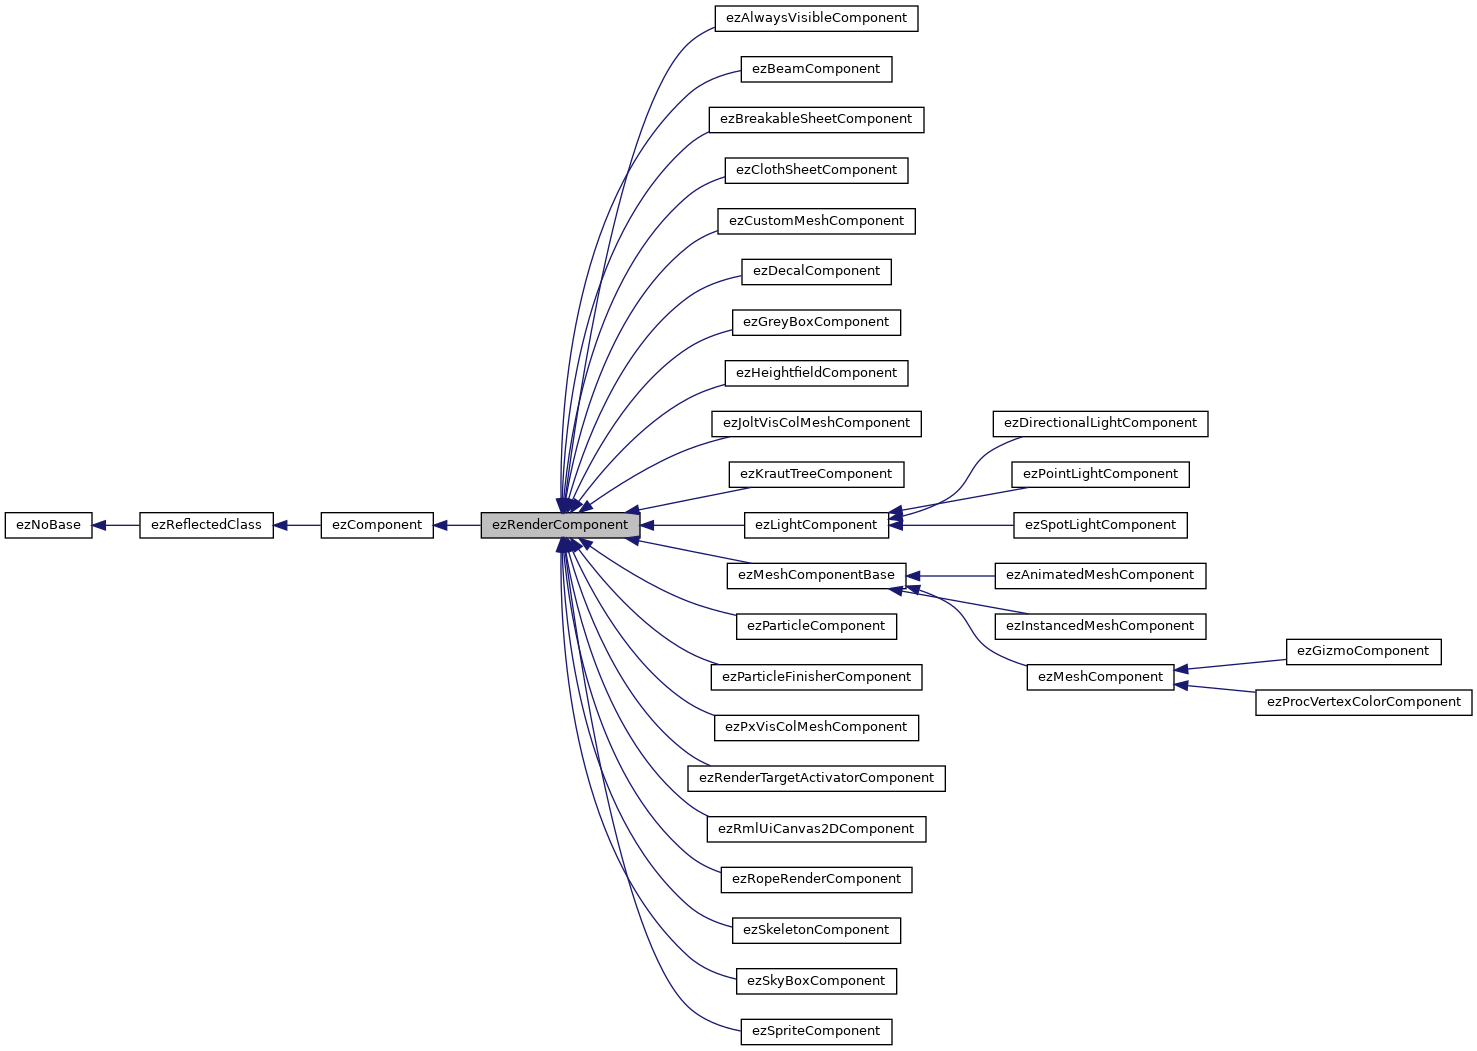 ezAlwaysVisibleComponent
ezBeamComponent
ezBreakableSheetComponent
ezClothSheetComponent
ezCustomMeshComponent
ezDecalComponent
ezGreyBoxComponent
ezHeightfieldComponent
ezJoltVisColMeshComponent
ezDirectionalLightComponent
ezKrautTreeComponent
ezPointLightComponent
ezNoBase
ezReflectedClass
ezComponent
ezRenderComponent
ezLightComponent
ezSpotLightComponent
ezMeshComponentBase
ezAnimatedMeshComponent
ezParticleComponent
ezInstancedMeshComponent
ezGizmoComponent
ezParticleFinisherComponent
ezMeshComponent
ezProcVertexColorComponent
ezPxVisColMeshComponent
ezRenderTargetActivatorComponent
ezRmlUiCanvas2DComponent
ezRopeRenderComponent
ezSkeletonComponent
ezSkyBoxComponent
ezSpriteComponent